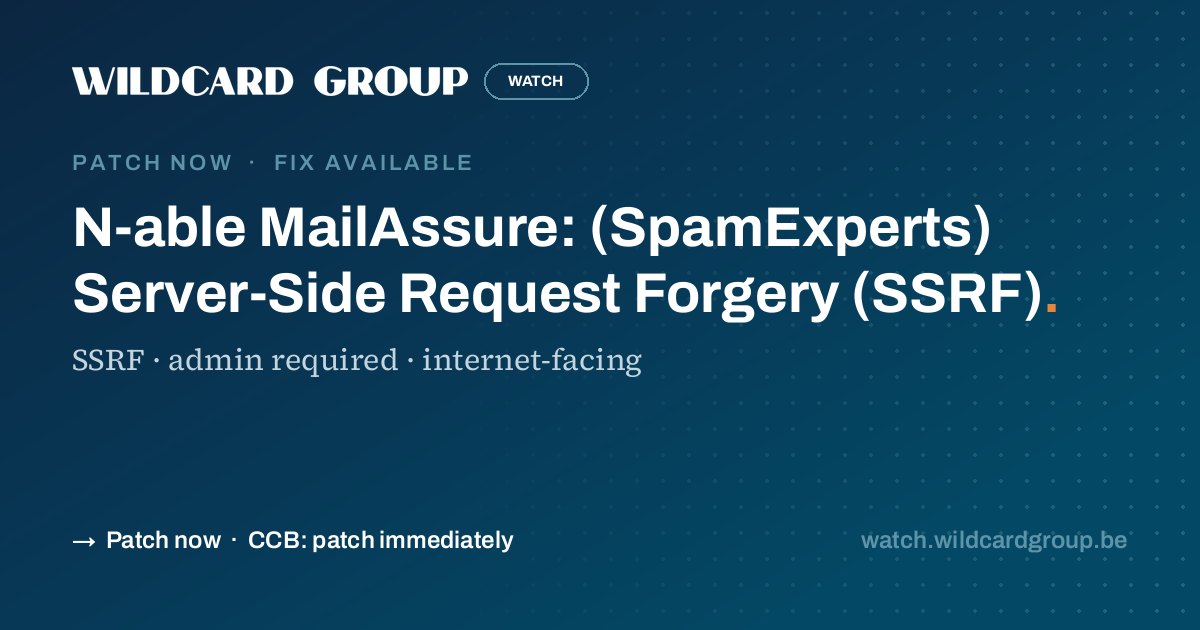 WILDCARD GROUP WATCH
PATCH NOW · FIX AVAILABLE
N-able MailAssure: (SpamExperts)
Server-Side Request Forgery (SSRF).
SSRF · admin required · internet-facing
→ Patch now · CCB: patch immediately
watch.wildcardgroup.be